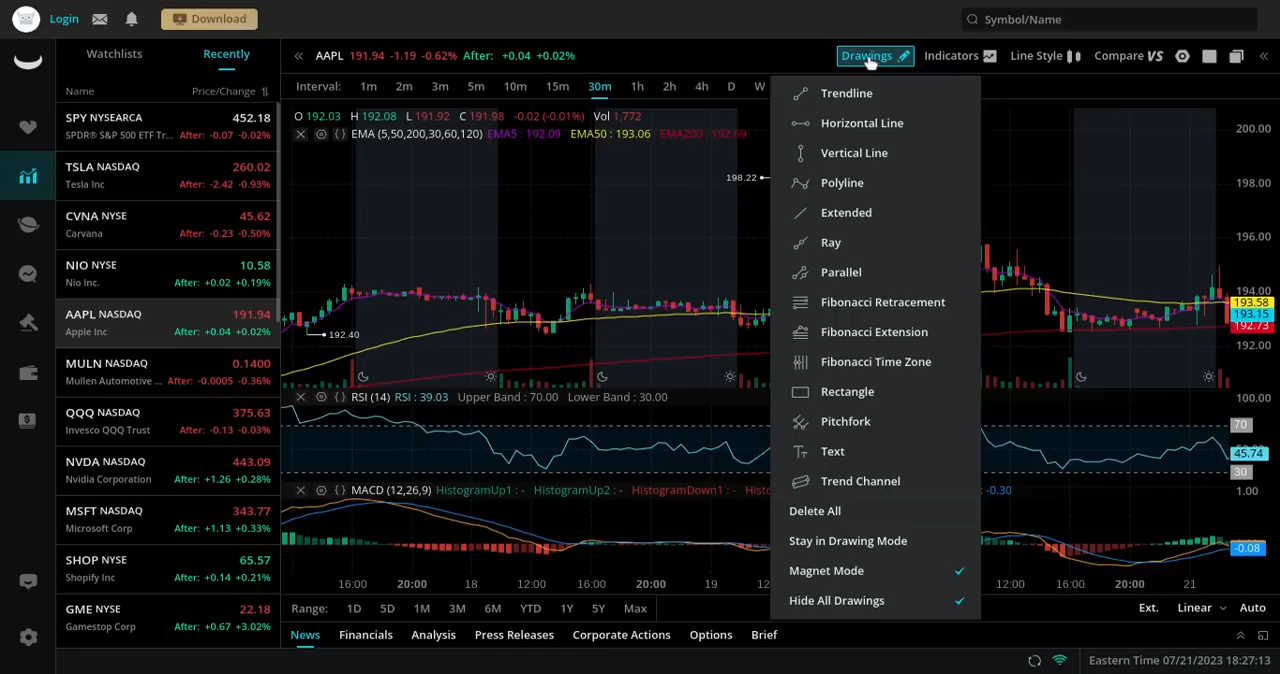 Login
Download
Symbol/Name
Watchlists Recently
Name Price/Change
SPY NYSEARCA 452.18
SPDR® S&P 500 ETF Tr... After: -0.07 -0.02%
TSLA NASDAQ 260.02
Tesla Inc After: -2.42 -0.93%
CVNA NYSE 45.62
Carvana After: -0.23 -0.50%
NIO NYSE 10.58
Nio Inc. After: +0.02 +0.19%
AAPL NASDAQ 191.94
Apple Inc After: +0.04 +0.02%
MULN NASDAQ 0.1400
Mullen Automotive ... After: -0.0005 -0.36%
QQQ NASDAQ 375.63
Invesco QQQ Trust After: -0.13 -0.03%
NVDA NASDAQ 443.09
Nvidia Corporation After: +1.26 +0.28%
MSFT NASDAQ 343.77
Microsoft Corp After: +1.13 +0.33%
SHOP NYSE 65.57
Shopify Inc After: +0.14 +0.21%
GME NYSE 22.18
Gamestop Corp After: +0.67 +3.02%
AAPL 191.94 -1.19 -0.62% After: +0.04 +0.02%
Drawings Indicators Line Style Compare VS
Interval: 1m 2m 3m 5m 10m 15m 30m 1h 2h 4h D W
O 192.03 H 192.08 L 191.92 C 191.98 -0.02 (-0.01%) Vol 1,772
EMA (5,50,200,30,60,120) EMA5 : 192.09 EMA50 : 193.06 EMA200 : 192.69
198.22
192.40
200.00
198.00
196.00
194.00
193.58
193.15
192.73
192.00
RSI (14) RSI : 39.03 Upper Band : 70.00 Lower Band : 30.00
100.00
70
45.74
30
MACD (12,26,9) HistogramUp1 : - HistogramUp2 : - HistogramDown1 : - Histo
-0.30
1.00
-0.08
16:00 20:00 18 12:00 16:00 20:00 19 12
12:00 16:00 20:00 21
Trendline
Horizontal Line
Vertical Line
Polyline
Extended
Ray
Parallel
Fibonacci Retracement
Fibonacci Extension
Fibonacci Time Zone
Rectangle
Pitchfork
Text
Trend Channel
Delete All
Stay in Drawing Mode
Magnet Mode
Hide All Drawings
Range: 1D 5D 1M 3M 6M YTD 1Y 5Y Max
Ext. Linear Auto
News Financials Analysis Press Releases Corporate Actions Options Brief
Eastern Time 07/21/2023 18:27:13